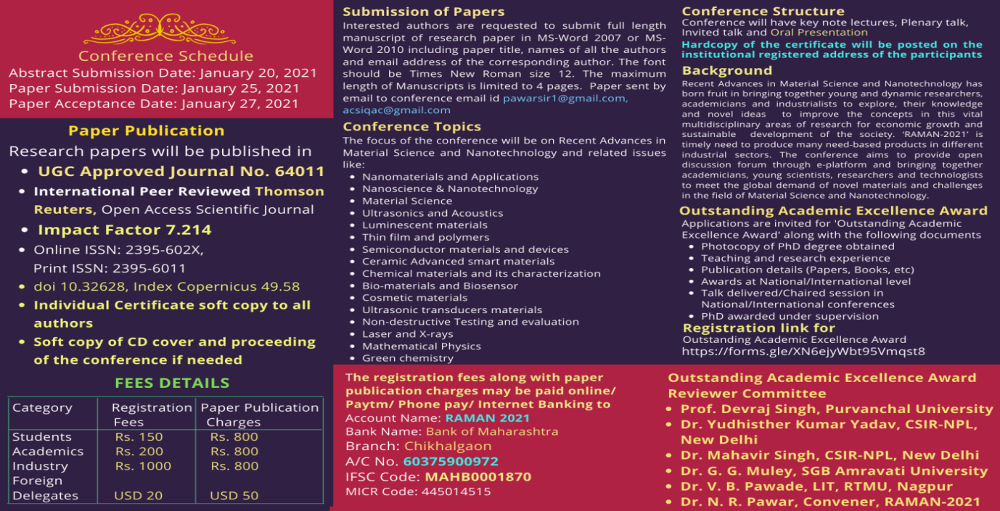 Conference Schedule
Abstract Submission Date: January 20, 2021
Paper Submission Date: January 25, 2021
Paper Acceptance Date: January 27, 2021
Paper Publication
Research papers will be published in
• UGC Approved Journal No. 64011
• International Peer Reviewed Thomson
Reuters, Open Access Scientific Journal
• Impact Factor 7.214
• Online ISSN: 2395-602X,
Print ISSN: 2395-6011
• doi 10.32628, Index Copernicus 49.58
• Individual Certificate soft copy to all
authors
• Soft copy of CD cover and proceeding
of the conference if needed
FEES DETAILS
Category Registration Paper Publication
Fees Charges
Students Rs. 150 Rs. 800
Academics Rs. 200 Rs. 800
Industry Rs. 1000 Rs. 800
Foreign
Delegates USD 20 USD 50
Submission of Papers
Interested authors are requested to submit full length
manuscript of research paper in MS-Word 2007 or MS-
Word 2010 including paper title, names of all the authors
and email address of the corresponding author. The font
should be Times New Roman size 12. The maximum
length of Manuscripts is limited to 4 pages. Paper sent by
email to conference email id pawarsir1@gmail.com,
acsiqac@gmail.com
Conference Topics
The focus of the conference will be on Recent Advances in
Material Science and Nanotechnology and related issues
like:
• Nanomaterials and Applications
• Nanoscience & Nanotechnology
• Material Science
• Ultrasonics and Acoustics
• Luminescent materials
• Thin film and polymers
• Semiconductor materials and devices
• Ceramic Advanced smart materials
• Chemical materials and its characterization
• Bio-materials and Biosensor
• Cosmetic materials
• Ultrasonic transducers materials
• Non-destructive Testing and evaluation
• Laser and X-rays
• Mathematical Physics
• Green chemistry
The registration fees along with paper
publication charges may be paid online/
Paytm/ Phone pay/ Internet Banking to
Account Name: RAMAN 2021
Bank Name: Bank of Maharashtra
Branch: Chikhalgaon
A/C No. 60375900972
IFSC Code: MAHB0001870
MICR Code: 445014515
Conference Structure
Conference will have key note lectures, Plenary talk,
Invited talk and Oral Presentation
Hardcopy of the certificate will be posted on the
institutional registered address of the participants
Background
Recent Advances in Material Science and Nanotechnology has
born fruit in bringing together young and dynamic researchers,
academicians and industrialists to explore, their knowledge
and novel ideas to improve the concepts in this vital
multidisciplinary areas of research for economic growth and
sustainable development of the society. ‘RAMAN-2021’ is
timely need to produce many need-based products in different
industrial sectors. The conference aims to provide open
discussion forum through e-platform and bringing together
academicians, young scientists, researchers and technologists
to meet the global demand of novel materials and challenges
in the field of Material Science and Nanotechnology.
Outstanding Academic Excellence Award
Applications are invited for 'Outstanding Academic
Excellence Award' along with the following documents
• Photocopy of PhD degree obtained
• Teaching and research experience
• Publication details (Papers, Books, etc)
• Awards at National/International level
• Talk delivered/Chaired session in
National/International conferences
• PhD awarded under supervision
Registration link for
Outstanding Academic Excellence Award
https://forms.gle/XN6ejyWbt95Vmqst8
Outstanding Academic Excellence Award
Reviewer Committee
• Prof. Devraj Singh, Purvanchal University
• Dr. Yudhisther Kumar Yadav, CSIR-NPL,
New Delhi
• Dr. Mahavir Singh, CSIR-NPL, New Delhi
• Dr. G. G. Muley, SGB Amravati University
• Dr. V. B. Pawade, LIT, RTMU, Nagpur
• Dr. N. R. Pawar, Convener, RAMAN-2021